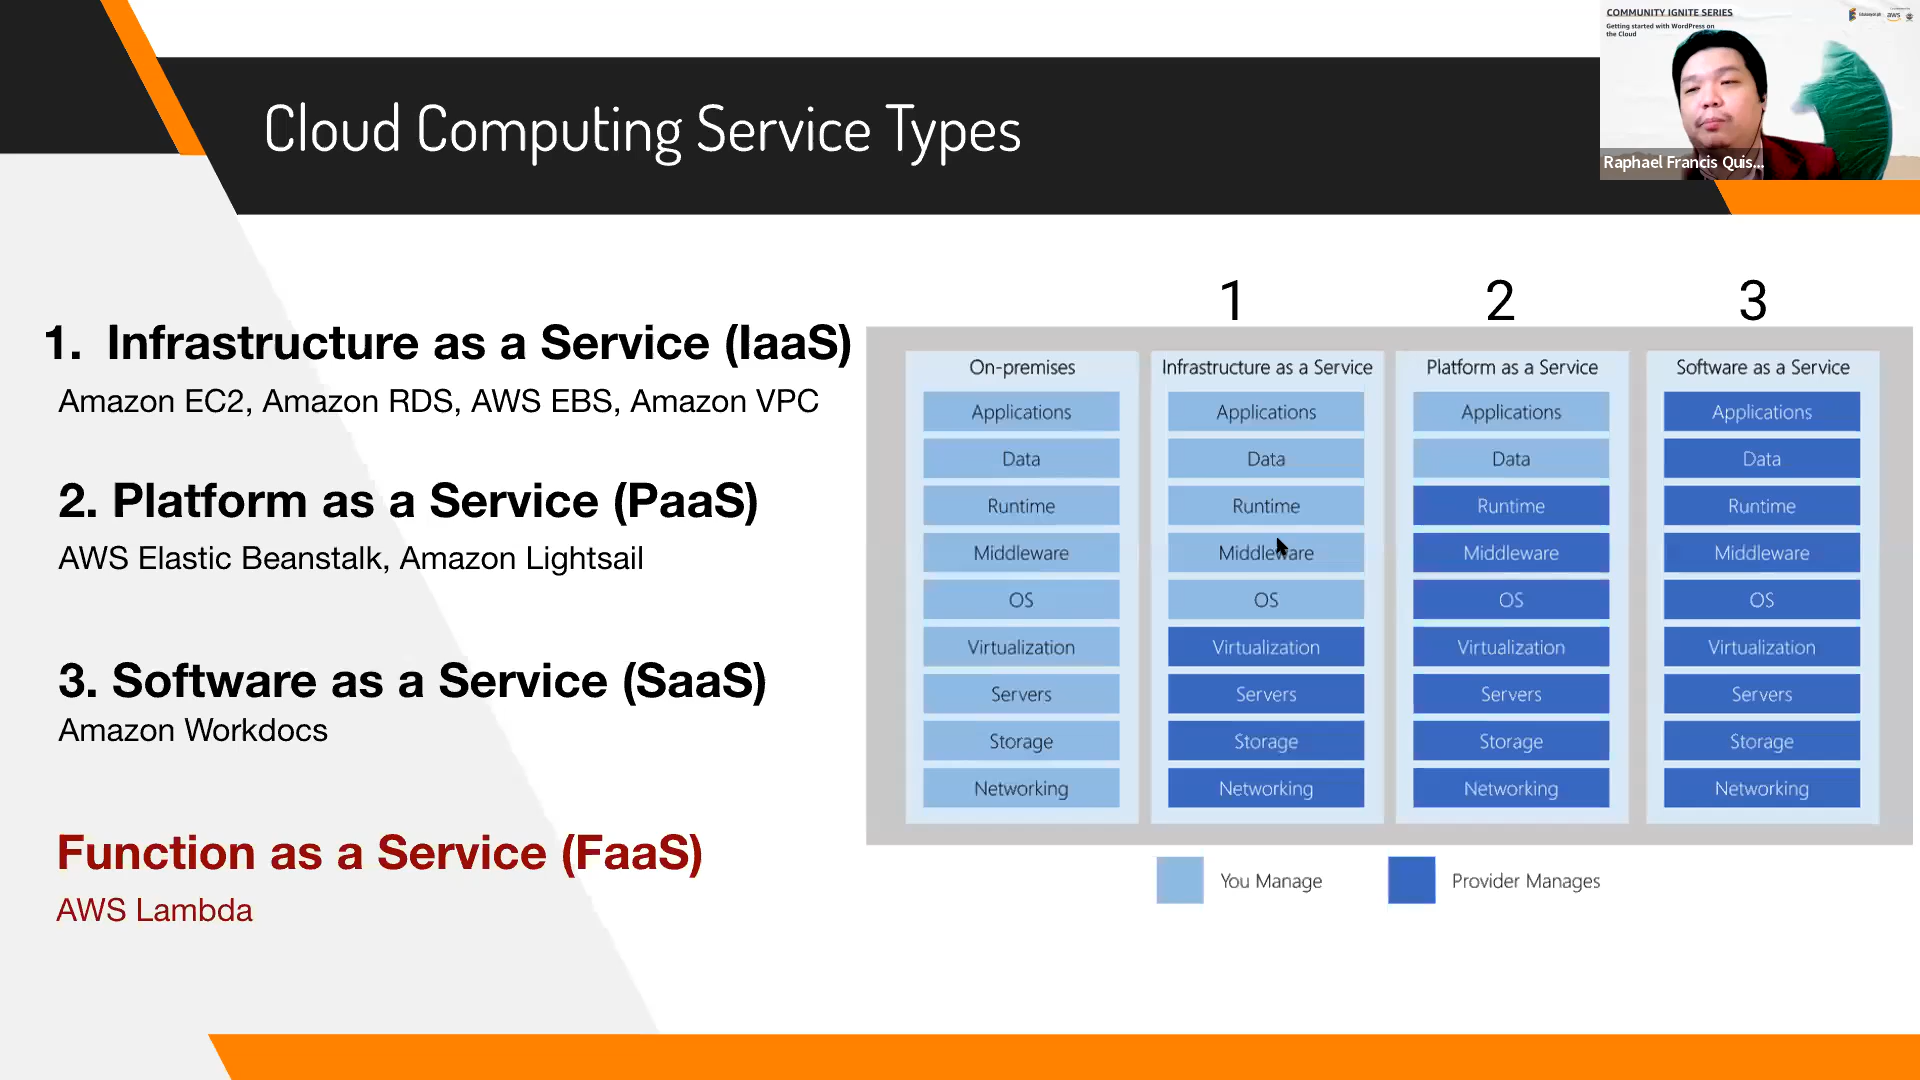 COMMUNITY IGNITE SERIES
Getting started with WordPress on
the Cloud
aws
Raphael Francis Quis...
Cloud Computing Service Types
1. Infrastructure as a Service (IaaS)
Amazon EC2, Amazon RDS, AWS EBS, Amazon VPC
2. Platform as a Service (PaaS)
AWS Elastic Beanstalk, Amazon Lightsail
3. Software as a Service (SaaS)
Amazon Workdocs
Function as a Service (FaaS)
AWS Lambda
1 2 3
On-premises
Applications
Data
Runtime
Middleware
OS
Virtualization
Servers
Storage
Networking
Infrastructure as a Service
Applications
Data
Runtime
Middleware
OS
Virtualization
Servers
Storage
Networking
Platform as a Service
Applications
Data
Runtime
Middleware
OS
Virtualization
Servers
Storage
Networking
Software as a Service
Applications
Data
Runtime
Middleware
OS
Virtualization
Servers
Storage
Networking
You Manage
Provider Manages